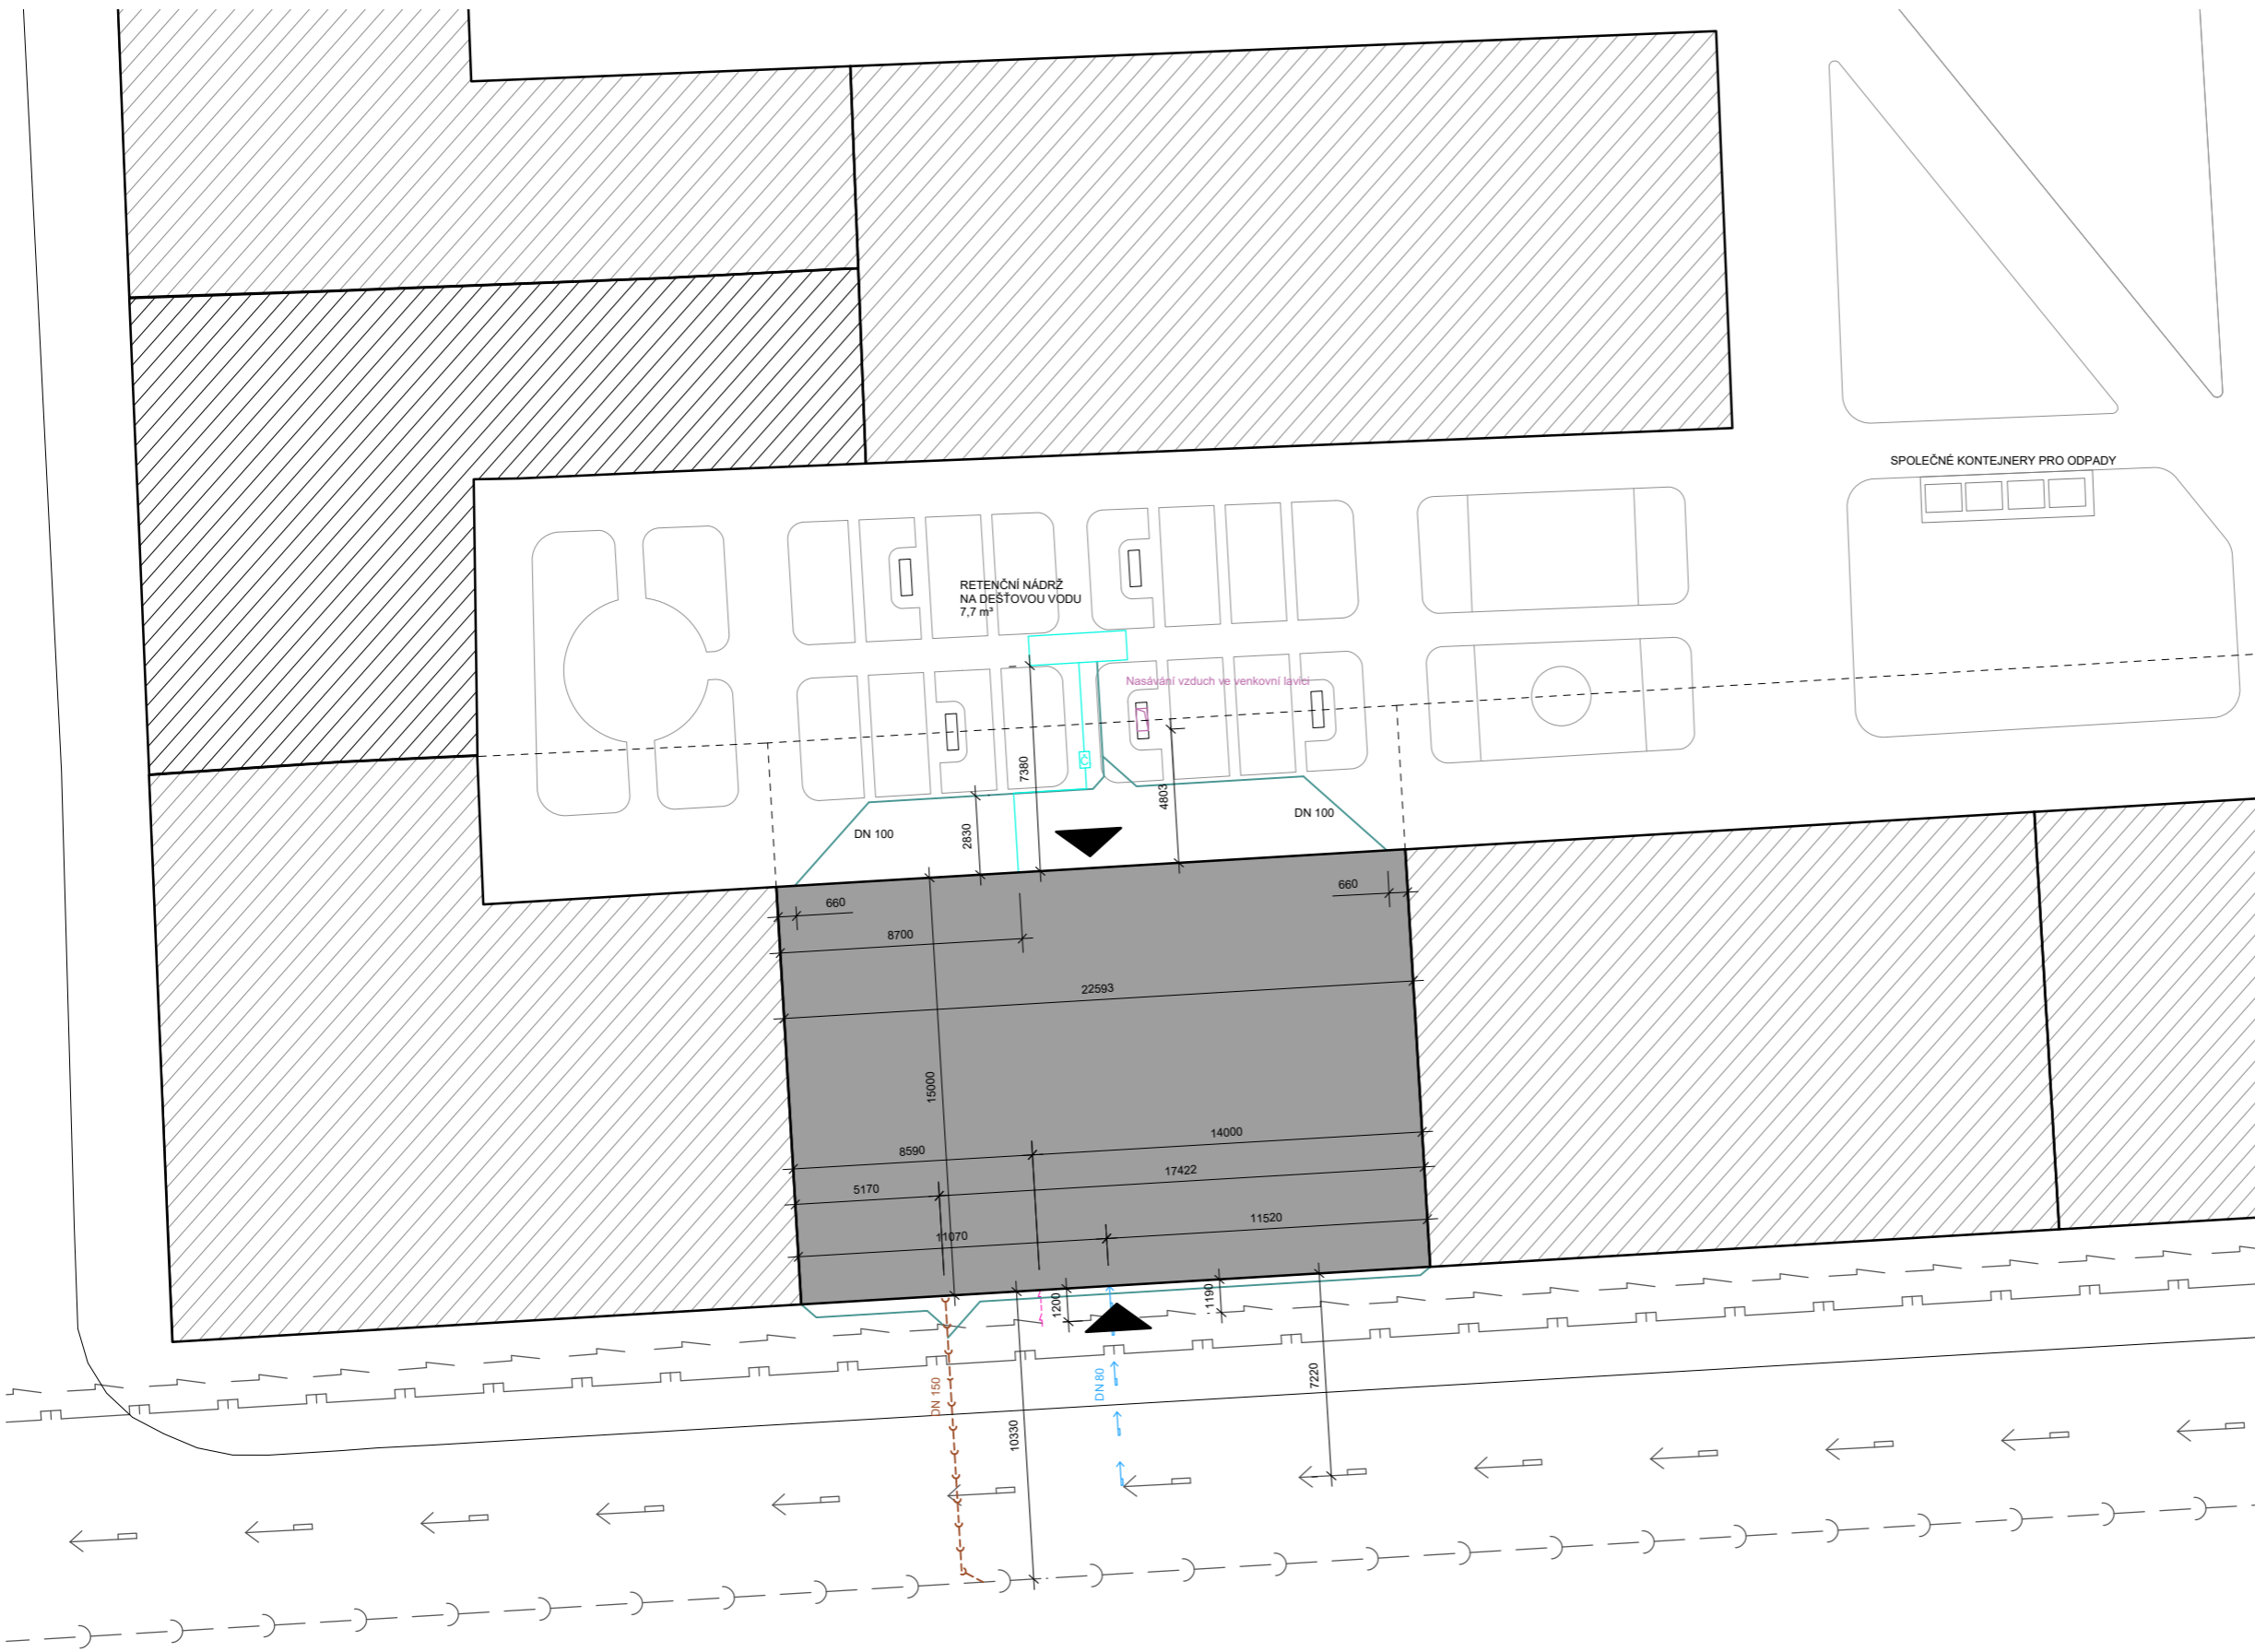 SPOLEČNÉ KONTEJNERY PRO ODPADY
RETENČNÍ NÁDRŽ
NA DEŠŤOVOU VODU
7,7 m³
Nasávání vzduch ve venkovní lavici
7380
4803
2830
DN 100
DN 100
660
660
8700
22593
15000
14000
8590
17422
5170
11520
11070
1200
1190
7220
DN 150
DN 80
10330